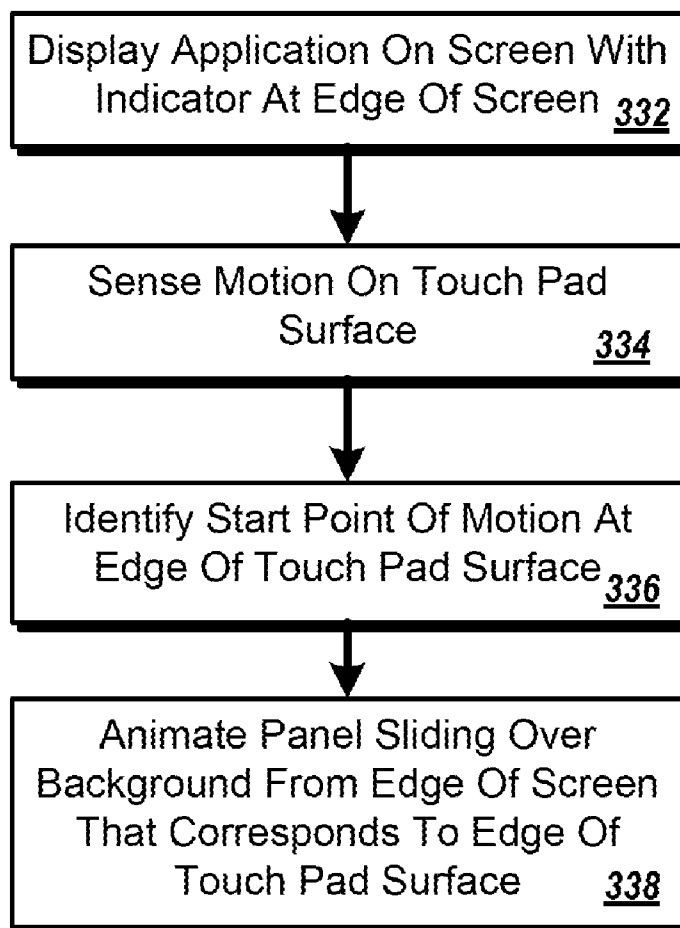 Display Application On Screen With
Indicator At Edge Of Screen 332
Sense Motion On Touch Pad
Surface 334
Identify Start Point Of Motion At
Edge Of Touch Pad Surface 336
Animate Panel Sliding Over
Background From Edge Of Screen
That Corresponds To Edge Of
Touch Pad Surface 338